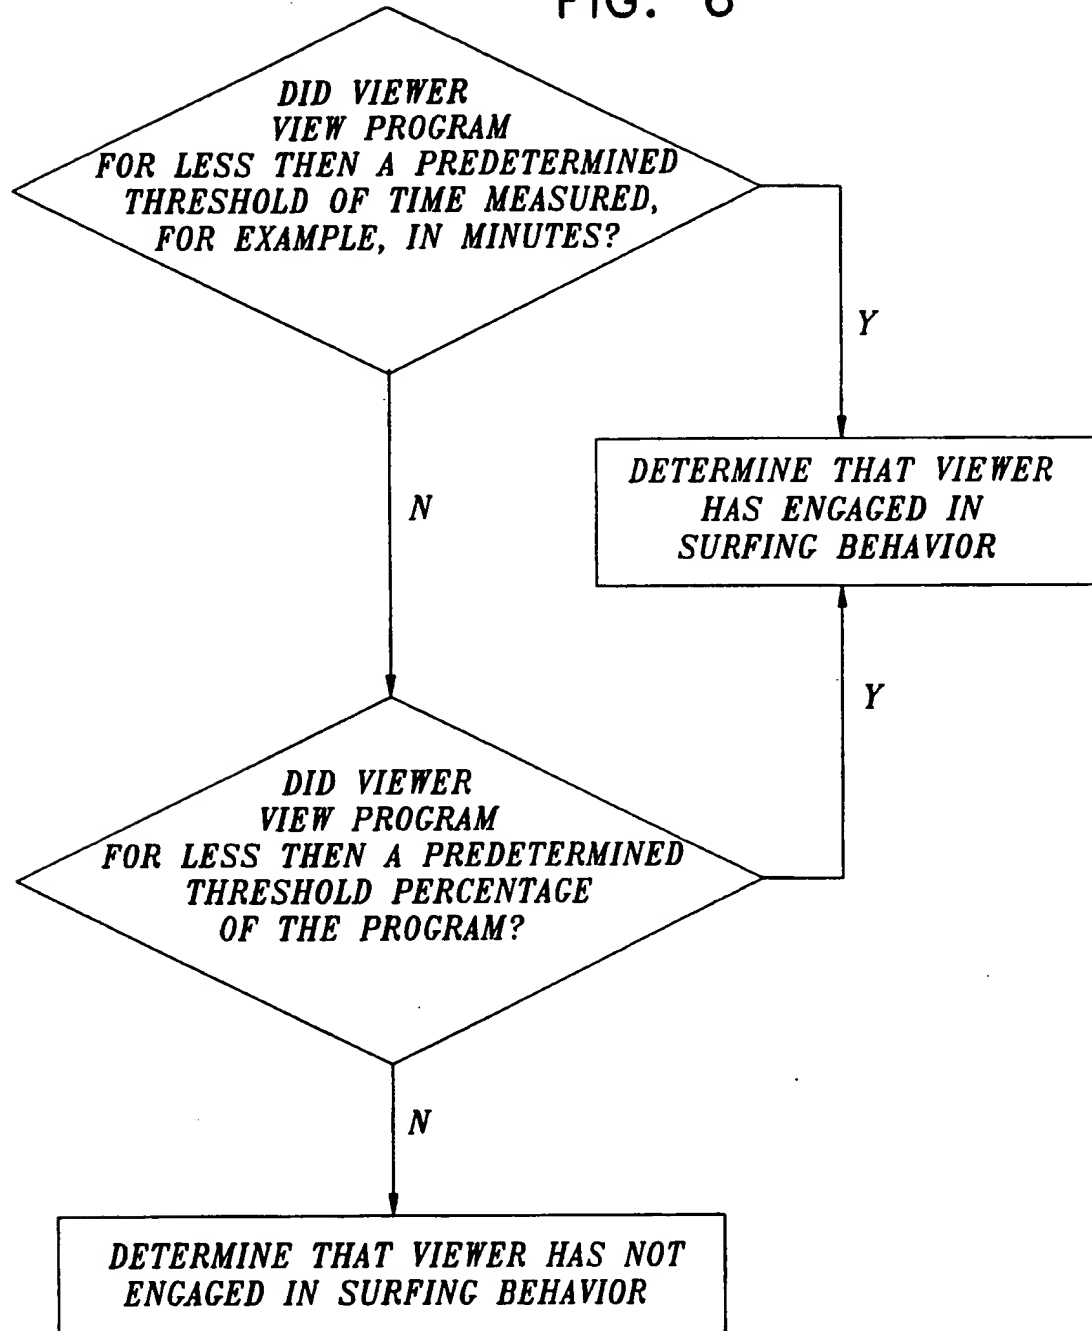 FIG. 6
DID VIEWER
VIEW PROGRAM
FOR LESS THEN A PREDETERMINED
THRESHOLD OF TIME MEASURED,
FOR EXAMPLE, IN MINUTES?
Y
N
DETERMINE THAT VIEWER
HAS ENGAGED IN
SURFING BEHAVIOR
Y
DID VIEWER
VIEW PROGRAM
FOR LESS THEN A PREDETERMINED
THRESHOLD PERCENTAGE
OF THE PROGRAM?
N
DETERMINE THAT VIEWER HAS NOT
ENGAGED IN SURFING BEHAVIOR